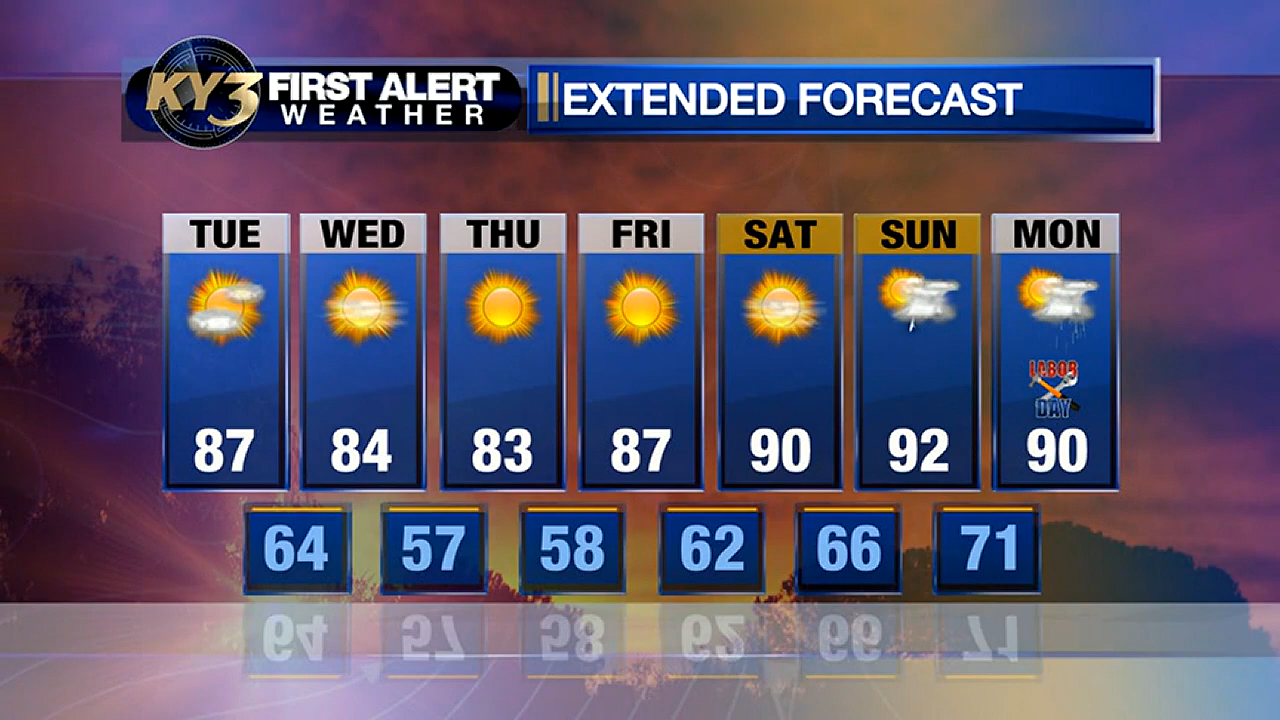 KY3 FIRST ALERT
WEATHER
EXTENDED FORECAST
TUE WED THU FRI SAT SUN MON
LABOR
DAY
87 84 83 87 90 92 90
64 57 58 62 66 71